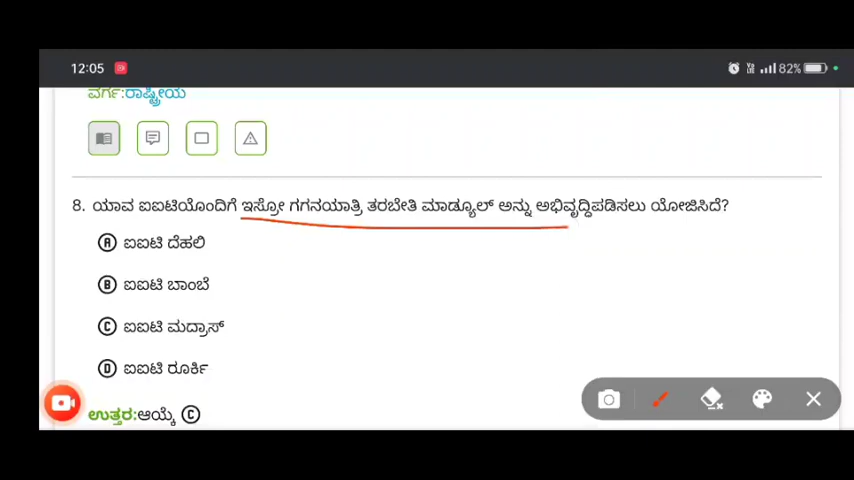 12:05
82%
ವರ್ಗ:ರಾಷ್ಟ್ರೀಯ
8. ಯಾವ ಐಐಟಿಯೊಂದಿಗೆ ಇಸ್ರೋ ಗಗನಯಾತ್ರಿ ತರಬೇತಿ ಮಾಡ್ಯೂಲ್ ಅನ್ನು ಅಭಿವೃದ್ಧಿಪಡಿಸಲು ಯೋಜಿಸಿದೆ?
A ಐಐಟಿ ದೆಹಲಿ
B ಐಐಟಿ ಬಾಂಬೆ
C ಐಐಟಿ ಮದ್ರಾಸ್
D ಐಐಟಿ ರೂರ್ಕಿ
ಉತ್ತರ:ಆಯ್ಕೆ C